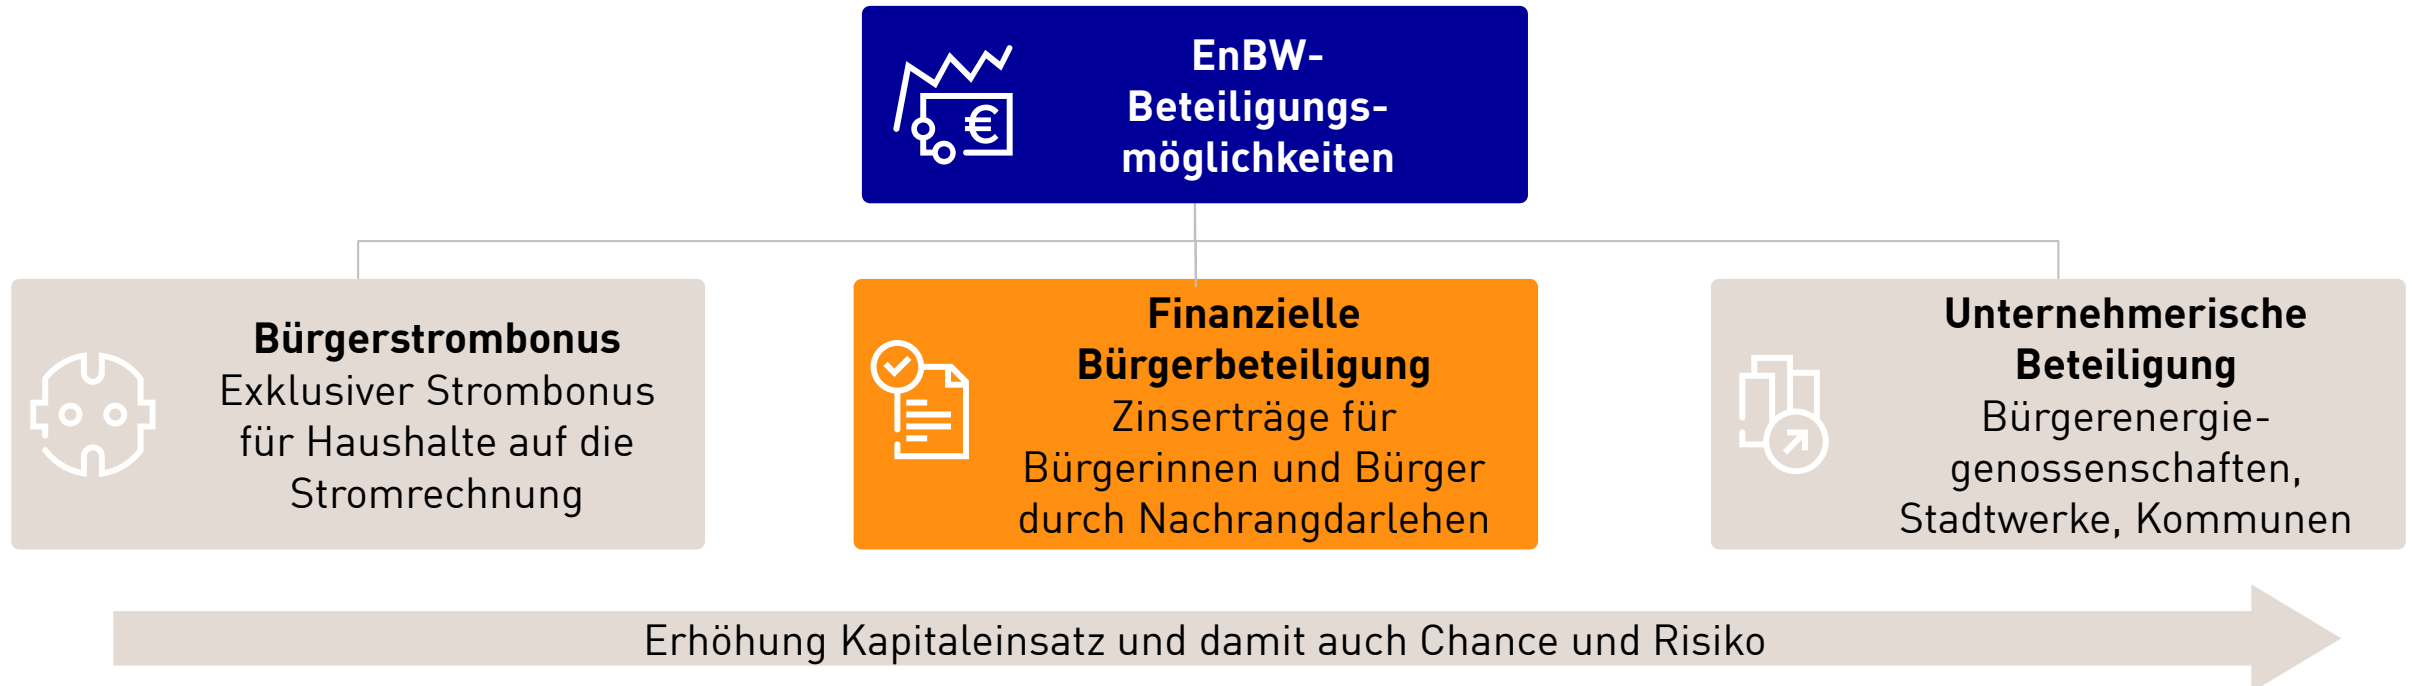 EnBW-
Beteiligungs-
möglichkeiten
Bürgerstrombonus
Exklusiver Strombonus
für Haushalte auf die
Stromrechnung
Finanzielle
Bürgerbeteiligung
Zinserträge für
Bürgerinnen und Bürger
durch Nachrangdarlehen
Unternehmerische
Beteiligung
Bürgerenergie-
genossenschaften,
Stadtwerke, Kommunen
Erhöhung Kapitaleinsatz und damit auch Chance und Risiko